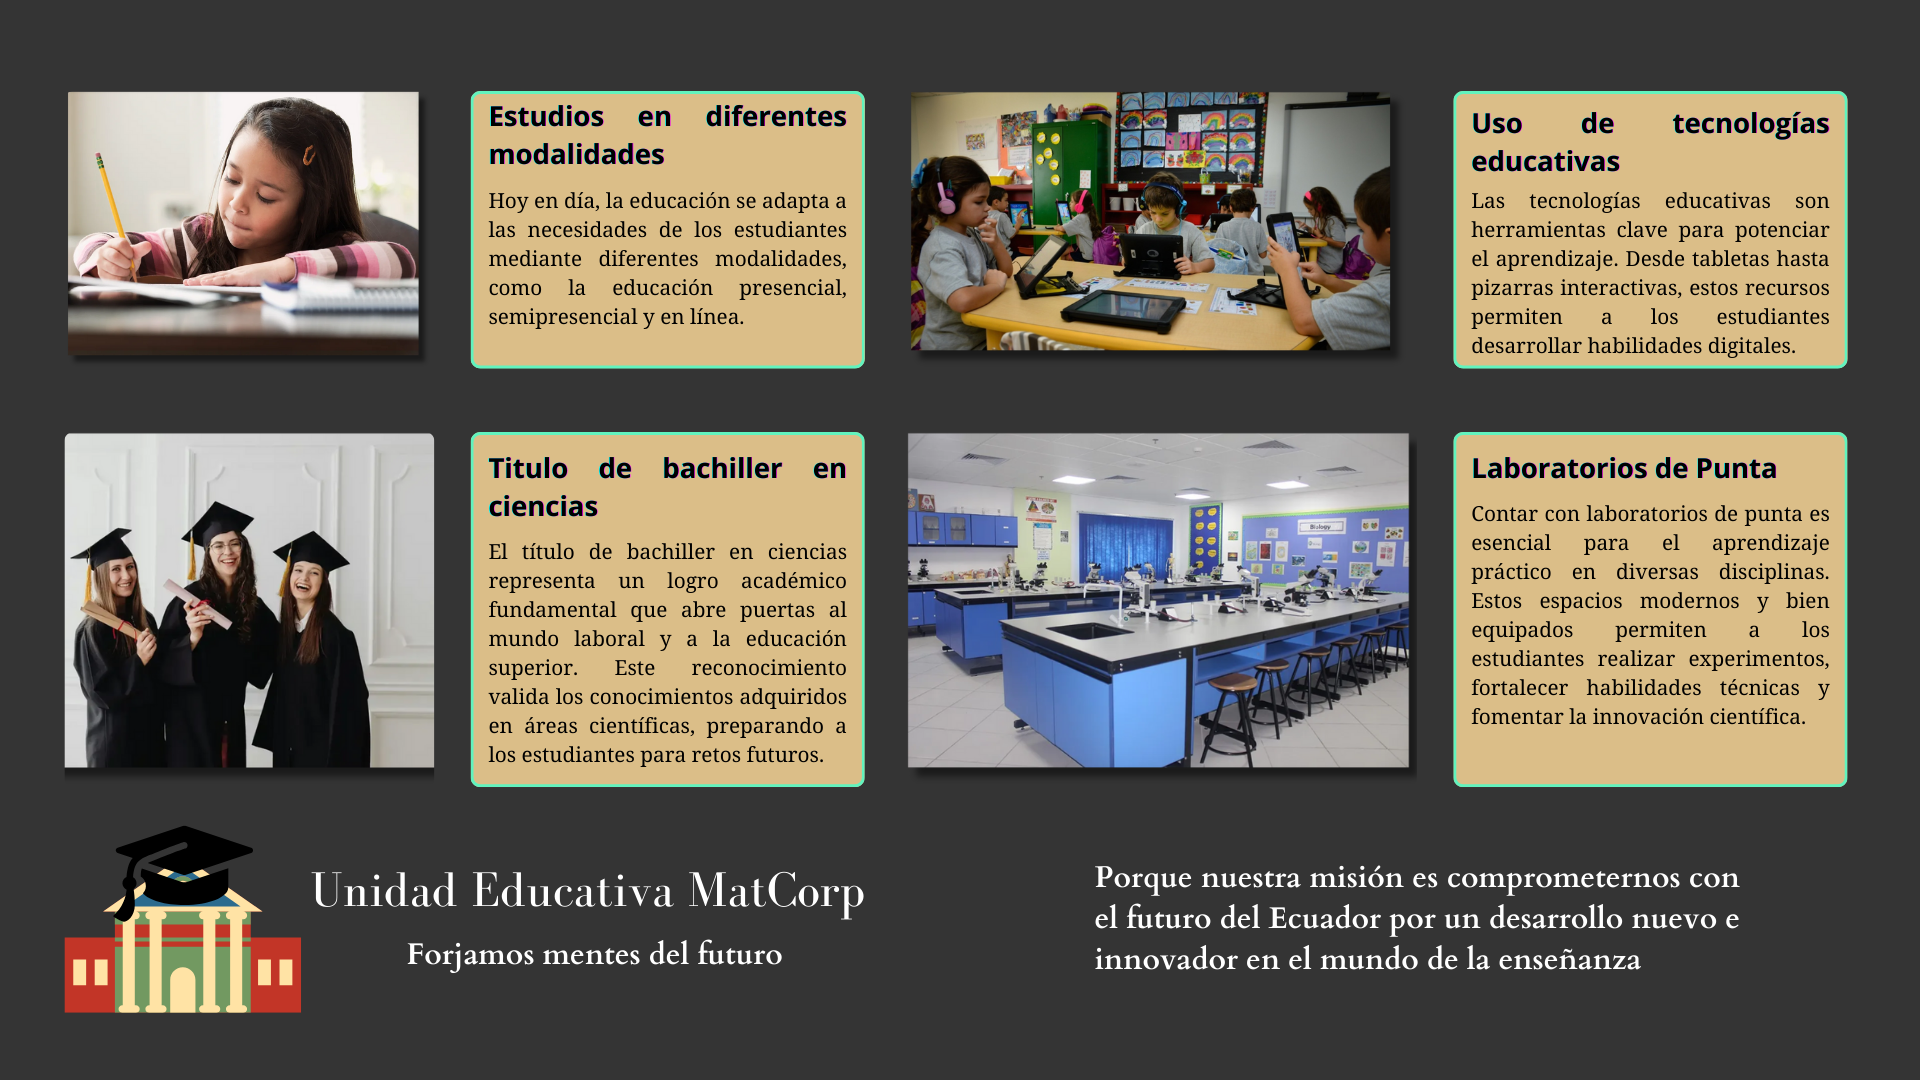 Estudios en diferentes
modalidades
Hoy en día, la educación se adapta a
las necesidades de los estudiantes
mediante diferentes modalidades,
como la educación presencial,
semipresencial y en línea.
Uso de tecnologías
educativas
Las tecnologías educativas son
herramientas clave para potenciar
el aprendizaje. Desde tabletas hasta
pizarras interactivas, estos recursos
permiten a los estudiantes
desarrollar habilidades digitales.
Titulo de bachiller en
ciencias
El título de bachiller en ciencias
representa un logro académico
fundamental que abre puertas al
mundo laboral y a la educación
superior. Este reconocimiento
valida los conocimientos adquiridos
en áreas científicas, preparando a
los estudiantes para retos futuros.
Biology
Laboratorios de Punta
Contar con laboratorios de punta es
esencial para el aprendizaje
práctico en diversas disciplinas.
Estos espacios modernos y bien
equipados permiten a los
estudiantes realizar experimentos,
fortalecer habilidades técnicas y
fomentar la innovación científica.
Unidad Educativa MatCorp
Forjamos mentes del futuro
Porque nuestra misión es comprometernos con
el futuro del Ecuador por un desarrollo nuevo e
innovador en el mundo de la enseñanza